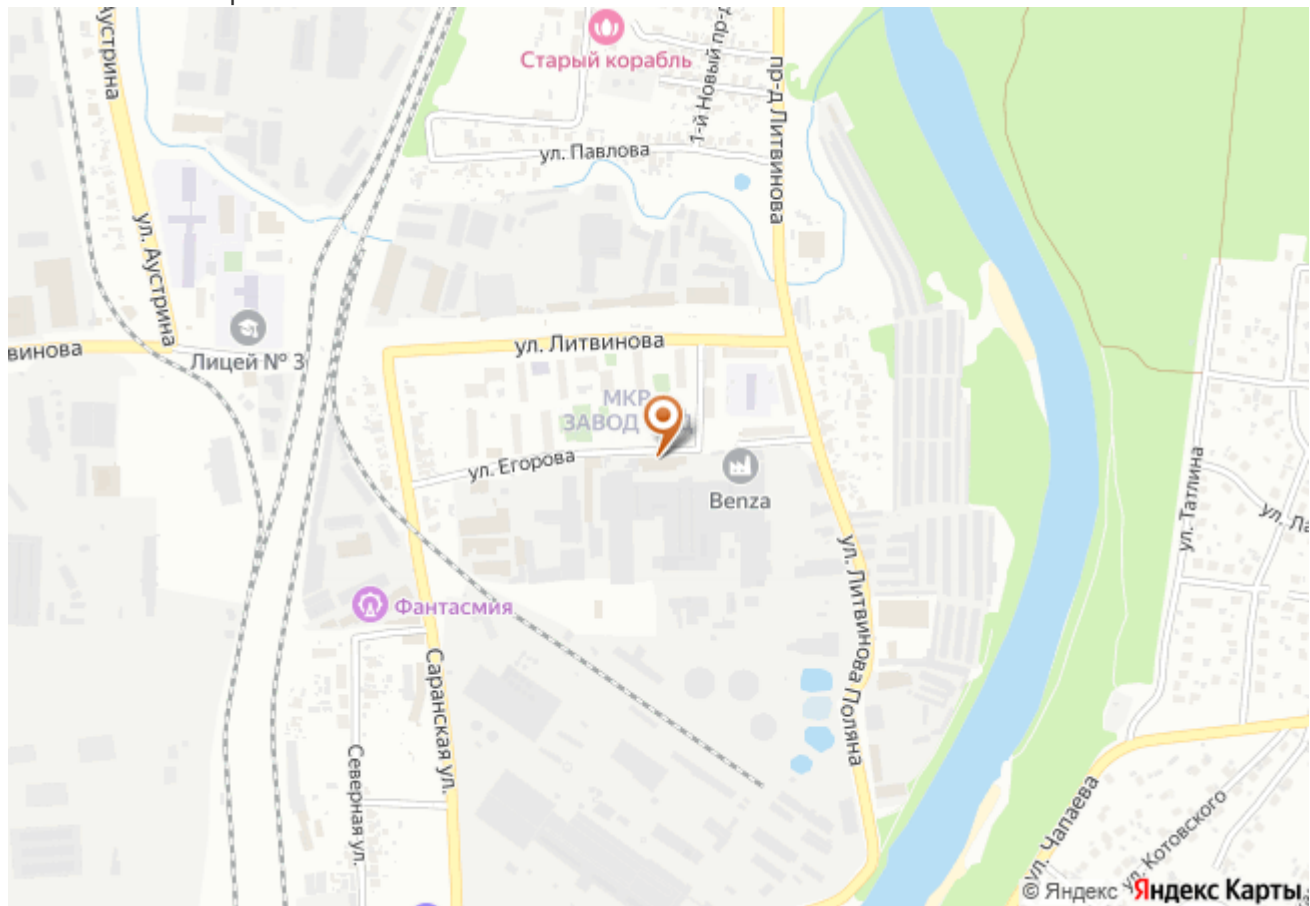 Аустрина
Старый корабль
1-й Новый пр-д
пр-д Литвинова
ул. Павлова
ул. Аустрина
винова
Лицей № 3
ул. Литвинова
МКР
ЗАВОД
ул. Егорова
Benza
ул. Татлина
ул. Ла
Фантасмия
ул. Литвинова Поляна
Саранская ул.
Северная ул.
ул. Чапаева
ул. Котовского
© Яндекс Яндекс Карты